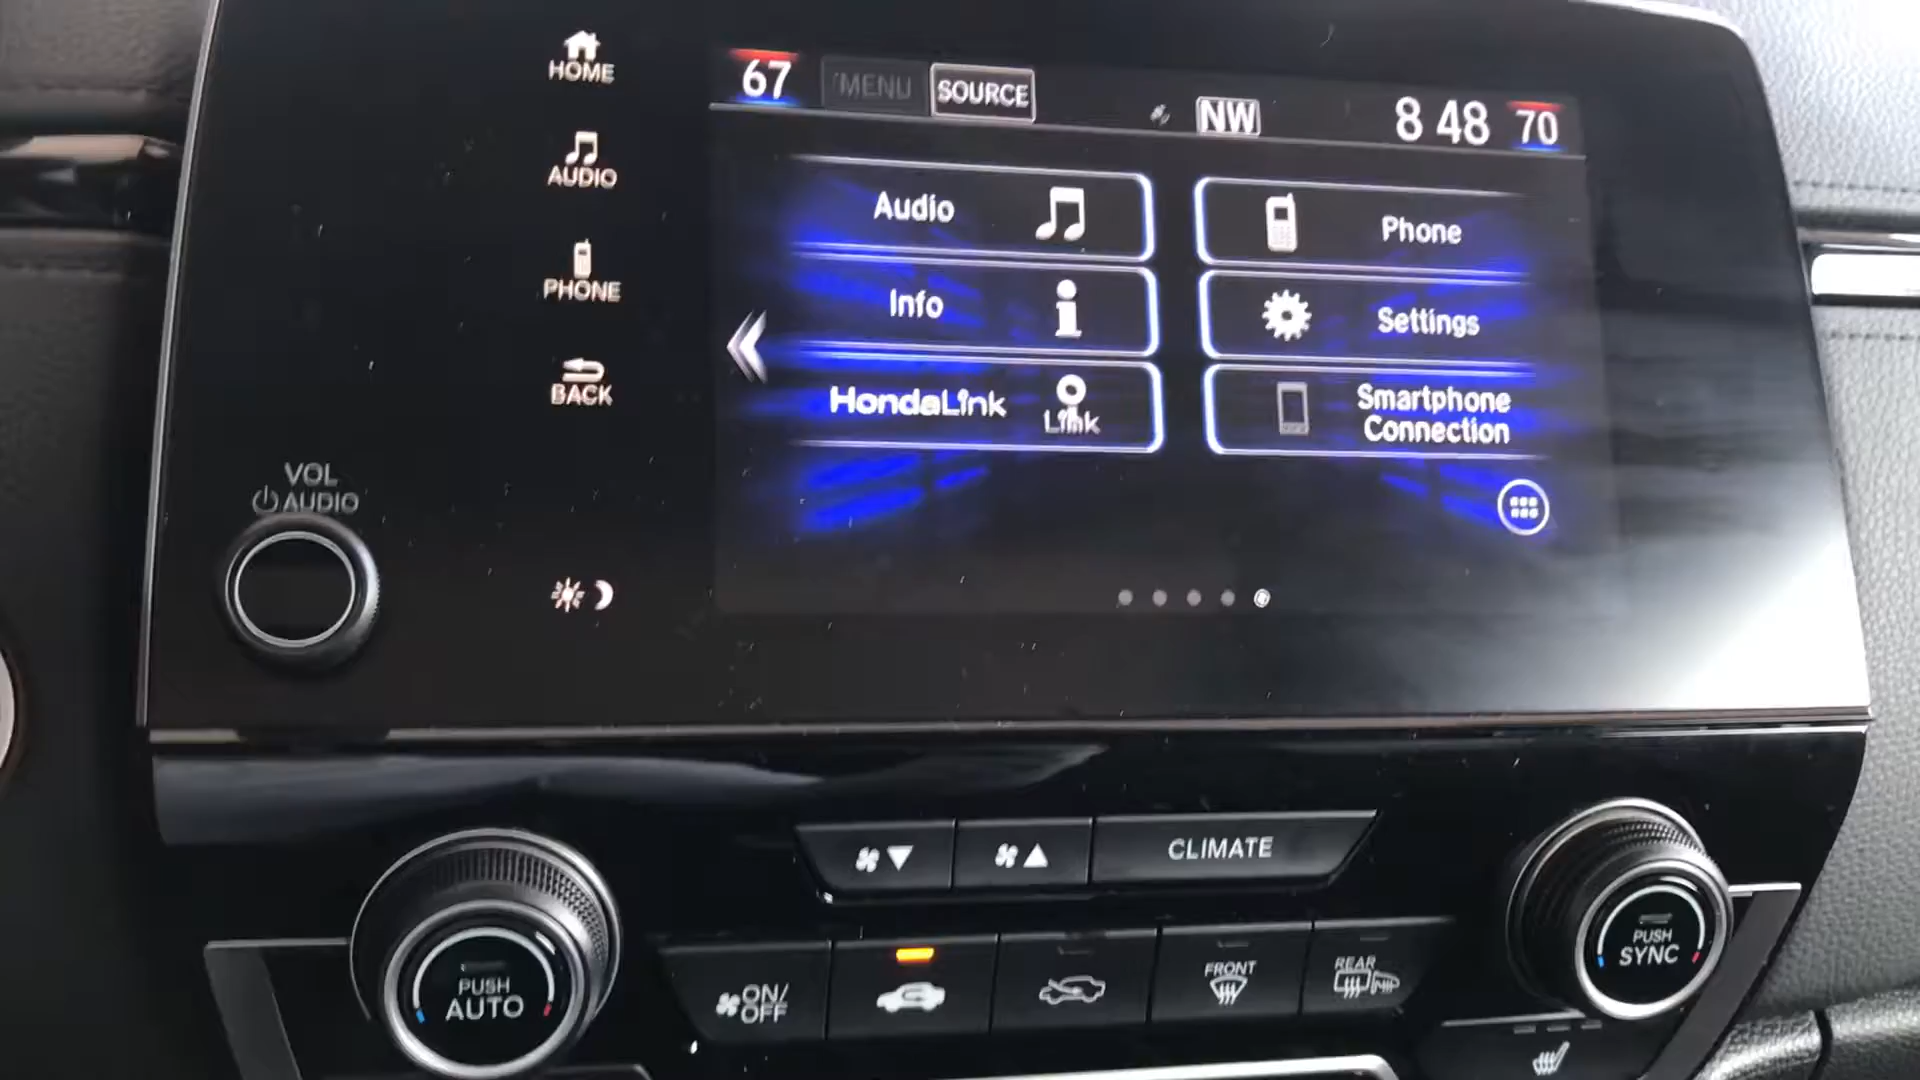 HOME
AUDIO
PHONE
BACK
VOL
AUDIO
67
MENU
SOURCE
NW
8 48
70
Audio
Phone
Info
Settings
HondaLink
Link
Smartphone
Connection
CLIMATE
PUSH
AUTO
ON/
OFF
FRONT
REAR
PUSH
SYNC